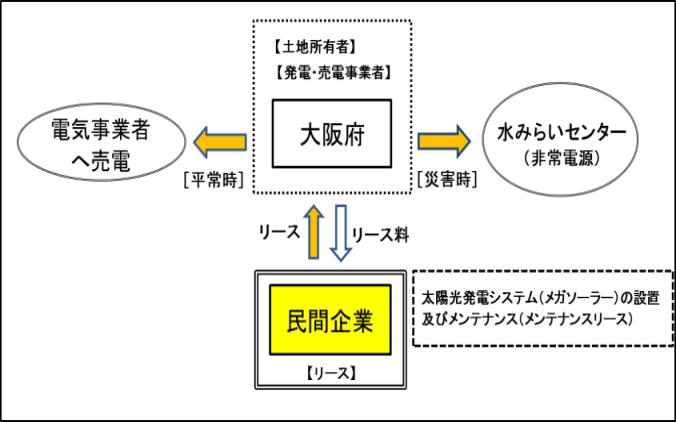 【土地所有者】
【発電・売電事業者】
大阪府
電気事業者
へ売電
水みらいセンター
（非常電源）
［平常時］
［災害時］
リース
リース料
民間企業
【リース】
太陽光発電システム（メガソーラー）の設置
及びメンテナンス（メンテナンスリース）